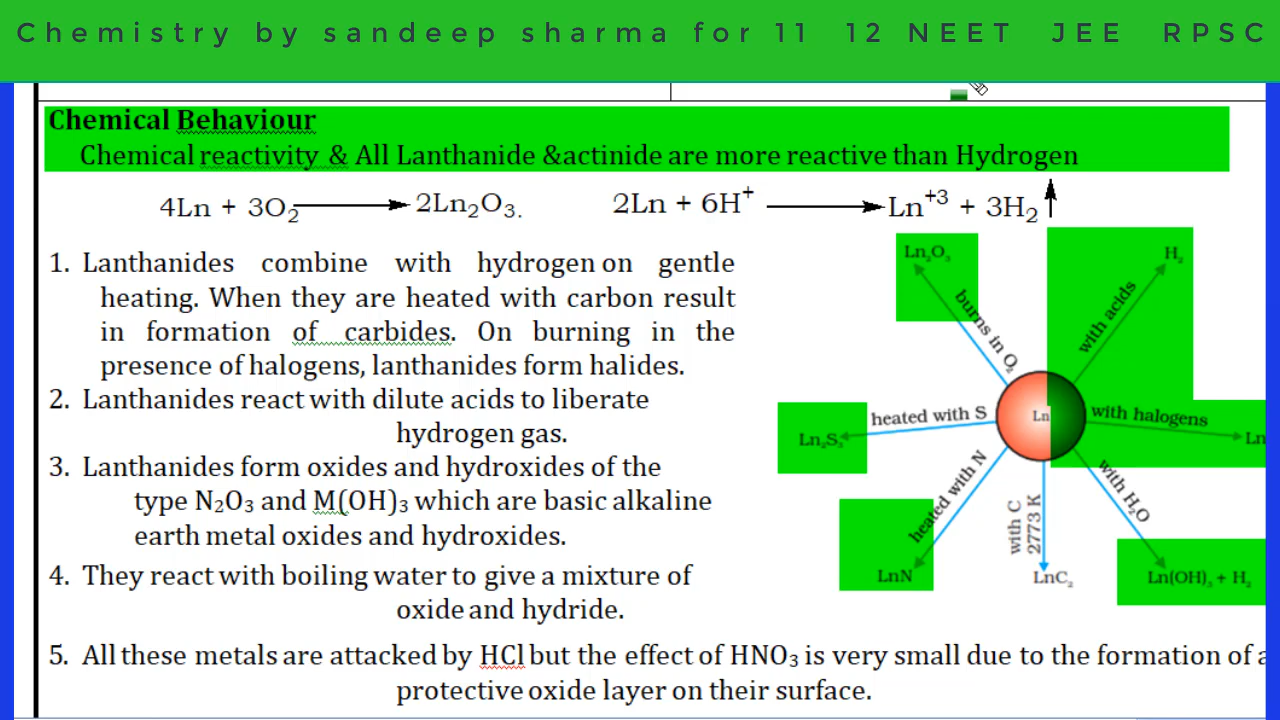 Chemistry by sandeep sharma for 11 12 NEET JEE RPSC
Chemical Behaviour
Chemical reactivity & All Lanthanide &actinide are more reactive than Hydrogen
4Ln + 3O₂ → 2Ln₂O₃. 2Ln + 6H⁺ → Ln⁺³ + 3H₂ ↑
1. Lanthanides combine with hydrogen on gentle
heating. When they are heated with carbon result
in formation of carbides. On burning in the
presence of halogens, lanthanides form halides.
2. Lanthanides react with dilute acids to liberate
hydrogen gas.
3. Lanthanides form oxides and hydroxides of the
type N₂O₃ and M(OH)₃ which are basic alkaline
earth metal oxides and hydroxides.
4. They react with boiling water to give a mixture of
oxide and hydride.
5. All these metals are attacked by HCl but the effect of HNO₃ is very small due to the formation of a
protective oxide layer on their surface.
Ln₂O₃
H₂
burns in O₂
with acids
heated with S
Ln
with halogens
Ln₂S₃
Ln
heated with N
with C
2773 K
with H₂O
LnN
LnC₂
Ln(OH)₃ + H₂